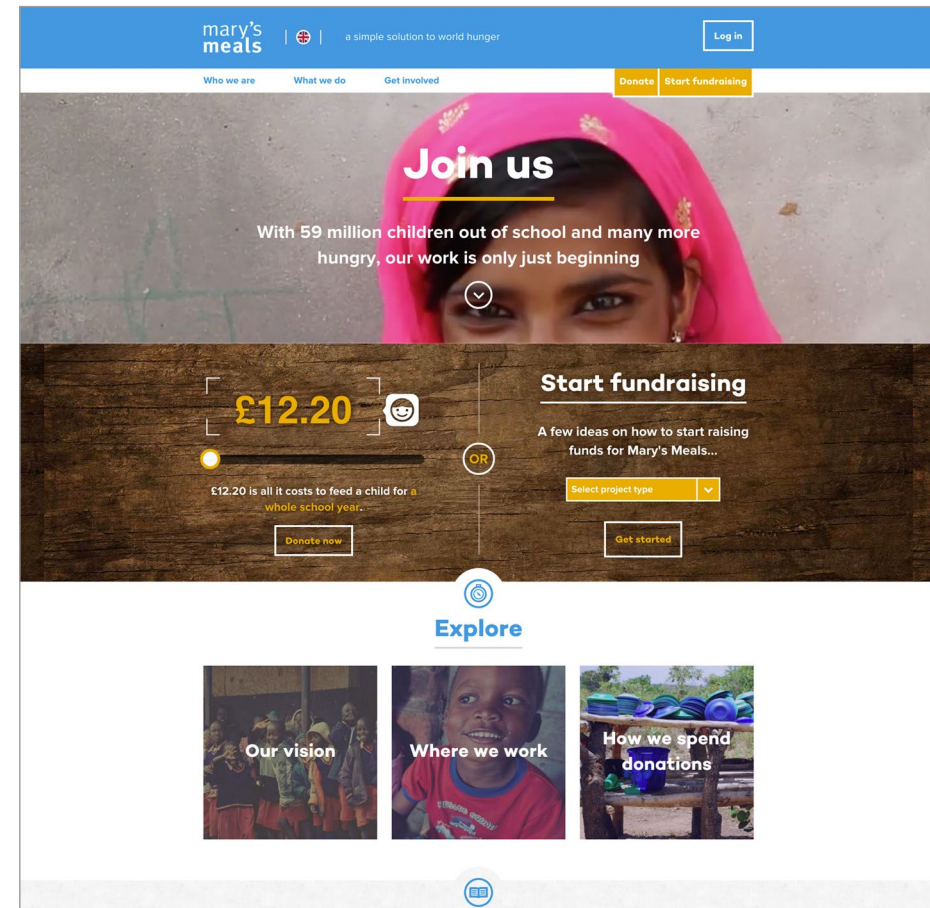 mary's
meals
a simple solution to world hunger
Log in
Who we are
What we do
Get involved
Donate
Start fundraising
Join us
With 59 million children out of school and many more
hungry, our work is only just beginning
£12.20
£12.20 is all it costs to feed a child for a
whole school year.
Donate now
OR
Start fundraising
A few ideas on how to start raising
funds for Mary's Meals...
Select project type
Get started
Explore
Our vision
Where we work
How we spend
donations